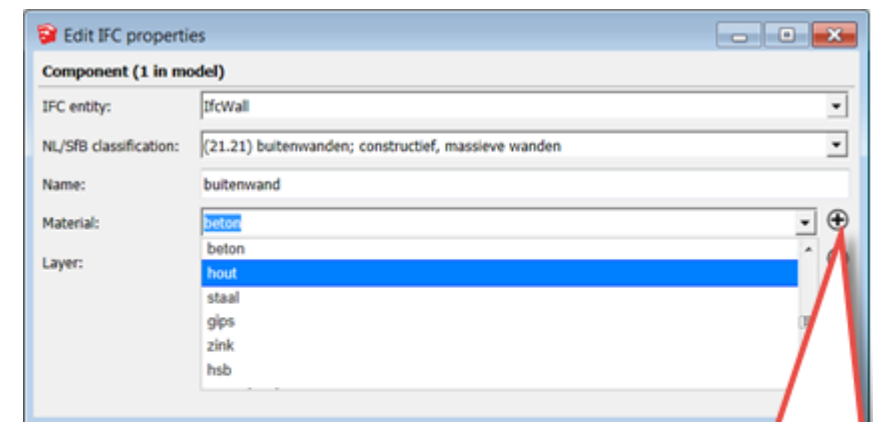 Edit IFC properties
Component (1 in model)
IFC entity: IfcWall
NL/SfB classification: (21.21) buitenwanden; constructief, massieve wanden
Name: buitenwand
Material: beton
beton
Layer:
hout
staal
gips
zink
hsb